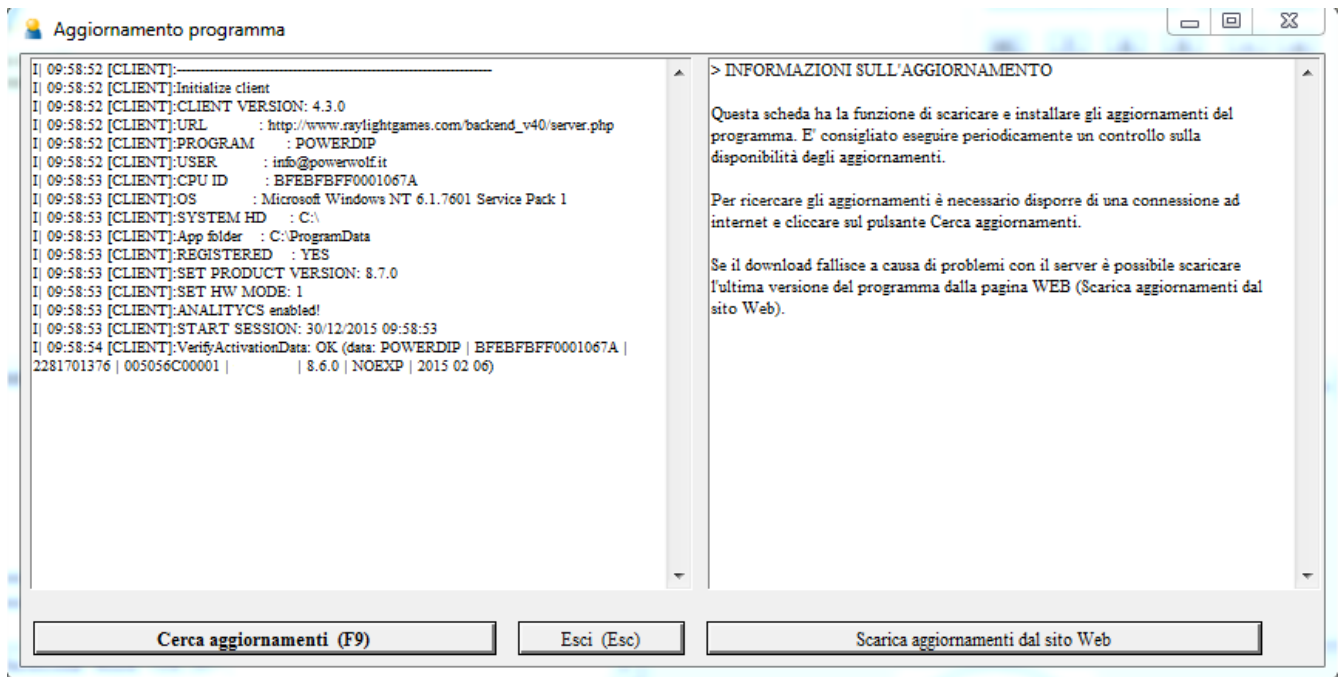 Aggiornamento programma
I| 09:58:52 [CLIENT]:--------------------------------------------------------------------------
I| 09:58:52 [CLIENT]:Initialize client
I| 09:58:52 [CLIENT]:CLIENT VERSION: 4.3.0
I| 09:58:52 [CLIENT]:URL : http://www.raylightgames.com/backend_v40/server.php
I| 09:58:52 [CLIENT]:PROGRAM : POWERDIP
I| 09:58:52 [CLIENT]:USER : info@powerwolf.it
I| 09:58:53 [CLIENT]:CPU ID : BFEBFBFF0001067A
I| 09:58:53 [CLIENT]:OS : Microsoft Windows NT 6.1.7601 Service Pack 1
I| 09:58:53 [CLIENT]:SYSTEM HD : C:\
I| 09:58:53 [CLIENT]:App folder : C:\ProgramData
I| 09:58:53 [CLIENT]:REGISTERED : YES
I| 09:58:53 [CLIENT]:SET PRODUCT VERSION: 8.7.0
I| 09:58:53 [CLIENT]:SET HW MODE: 1
I| 09:58:53 [CLIENT]:ANALITYCS enabled!
I| 09:58:53 [CLIENT]:START SESSION: 30/12/2015 09:58:53
I| 09:58:54 [CLIENT]:VerifyActivationData: OK (data: POWERDIP | BFEBFBFF0001067A |
2281701376 | 005056C00001 | | 8.6.0 | NOEXP | 2015 02 06)
> INFORMAZIONI SULL'AGGIORNAMENTO
Questa scheda ha la funzione di scaricare e installare gli aggiornamenti del
programma. E' consigliato eseguire periodicamente un controllo sulla
disponibilità degli aggiornamenti.
Per ricercare gli aggiornamenti è necessario disporre di una connessione ad
internet e cliccare sul pulsante Cerca aggiornamenti.
Se il download fallisce a causa di problemi con il server è possibile scaricare
l'ultima versione del programma dalla pagina WEB (Scarica aggiornamenti dal
sito Web).
Cerca aggiornamenti (F9)
Esci (Esc)
Scarica aggiornamenti dal sito Web